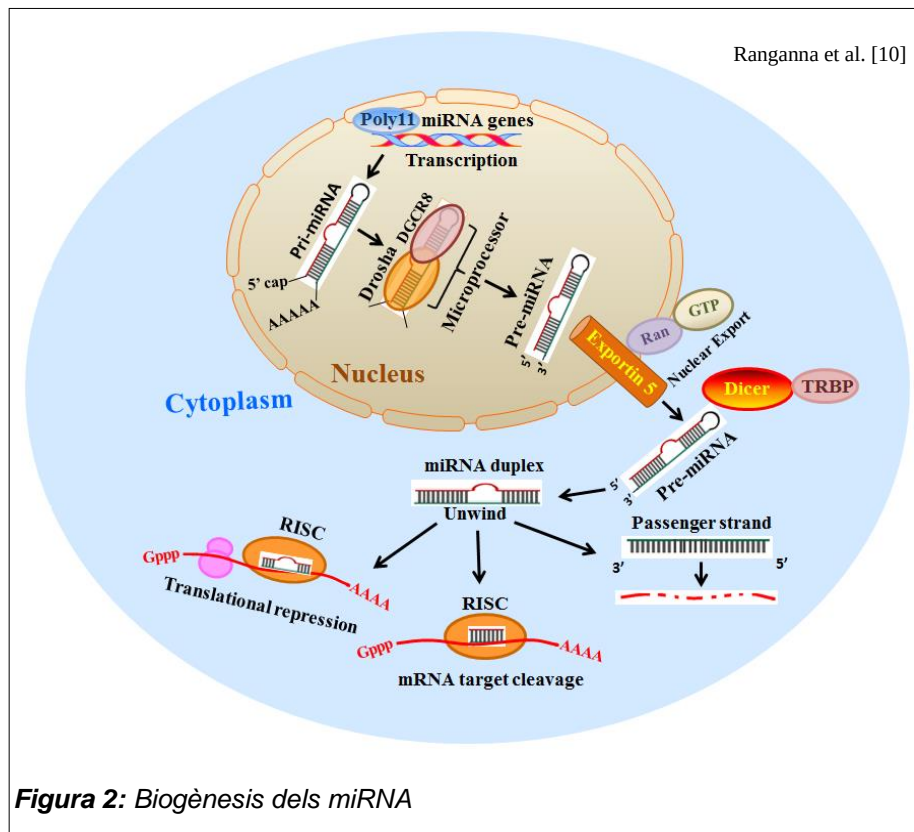 Ranganna et al. [10]
Poly11 miRNA genes
Transcription
Pri-miRNA
5' cap
AAAAA
Drosha
DGCR8
Microprocessor
Pre-miRNA
5'
3'
Nucleus
Cytoplasm
Exportin 5
Ran
GTP
Nuclear Export
Dicer
TRBP
Pre-miRNA
5'
3'
miRNA duplex
Unwind
Passenger strand
3'
5'
RISC
Gppp
AAAA
Translational repression
RISC
Gppp
AAAA
mRNA target cleavage
Figura 2: Biogènesis dels miRNA